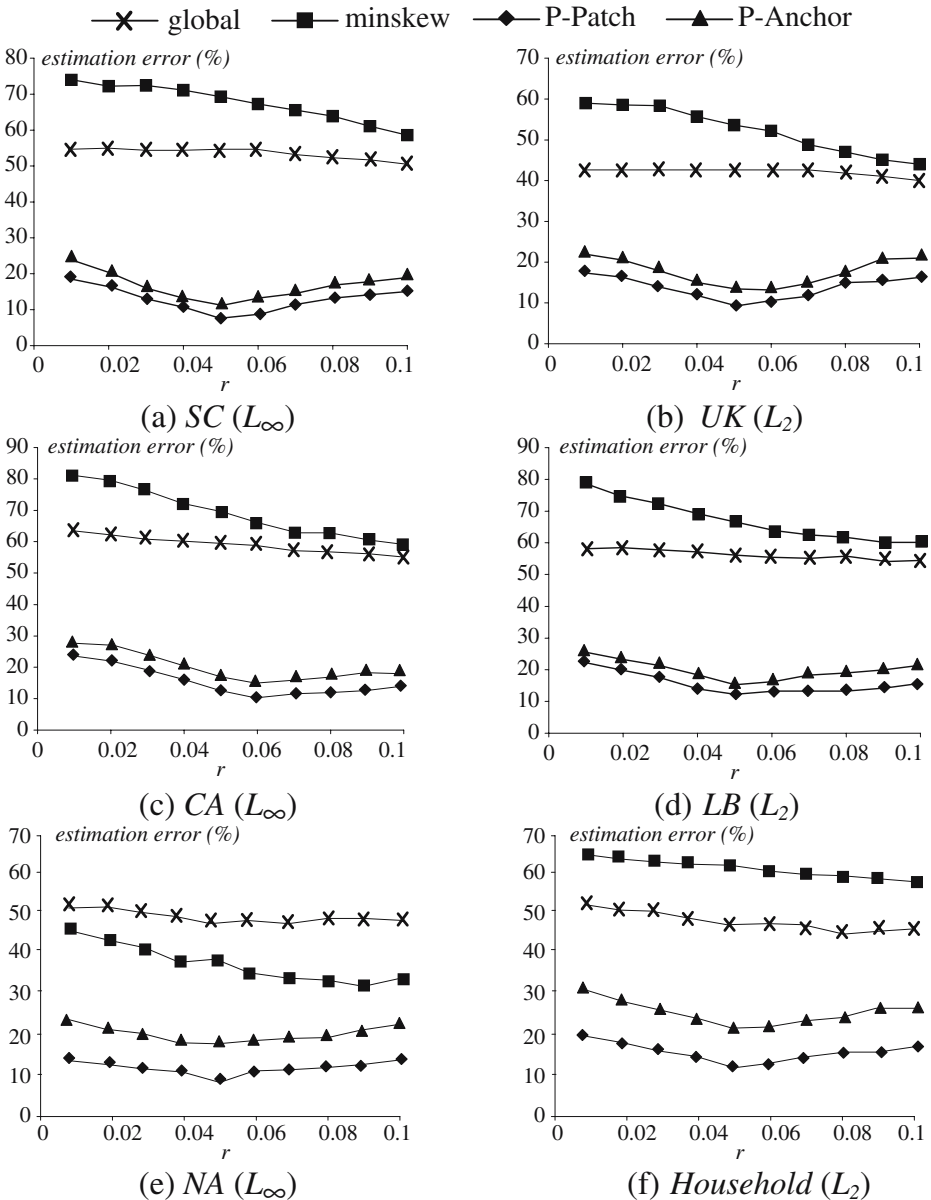 global minskew P-Patch P-Anchor
estimation error (%)
80
70
60
50
40
30
20
10
0
0 0.02 0.04 0.06 0.08 0.1
r
(a) SC (L∞)
estimation error (%)
70
60
50
40
30
20
10
0
0 0.02 0.04 0.06 0.08 0.1
r
(b) UK (L2)
estimation error (%)
90
80
70
60
50
40
30
20
10
0
0 0.02 0.04 0.06 0.08 0.1
r
(c) CA (L∞)
estimation error (%)
90
80
70
60
50
40
30
20
10
0
0 0.02 0.04 0.06 0.08 0.1
r
(d) LB (L2)
estimation error (%)
70
60
50
40
30
20
10
0
0 0.02 0.04 0.06 0.08 0.1
r
(e) NA (L∞)
estimation error (%)
70
60
50
40
30
20
10
0
0 0.02 0.04 0.06 0.08 0.1
r
(f) Household (L2)